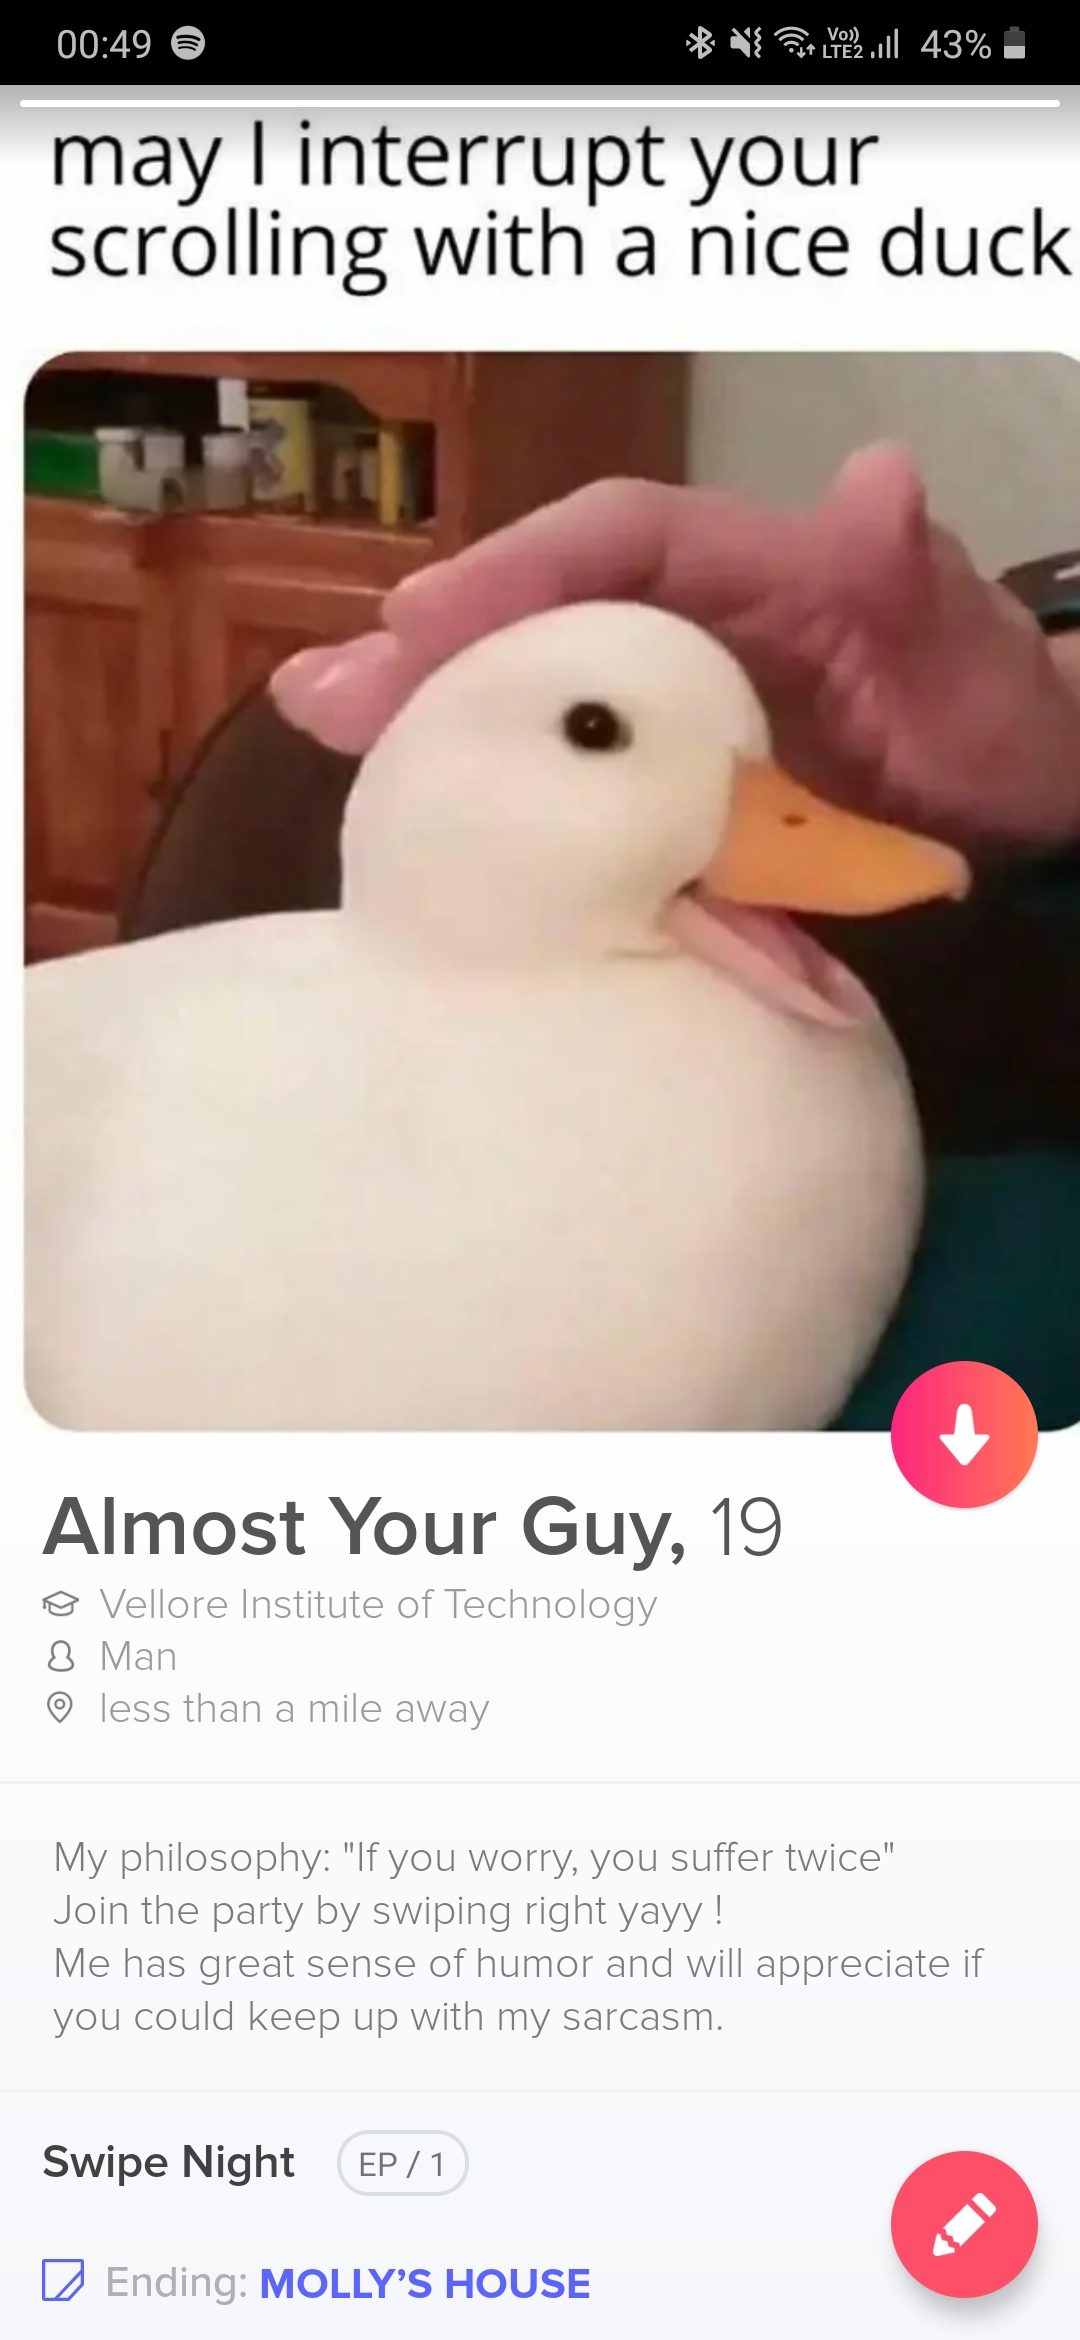 00:49
Vo)) LTE2 43%
may I interrupt your
scrolling with a nice duck
Almost Your Guy, 19
Vellore Institute of Technology
Man
less than a mile away
My philosophy: "If you worry, you suffer twice"
Join the party by swiping right yayy !
Me has great sense of humor and will appreciate if
you could keep up with my sarcasm.
Swipe Night EP / 1
Ending: MOLLY’S HOUSE